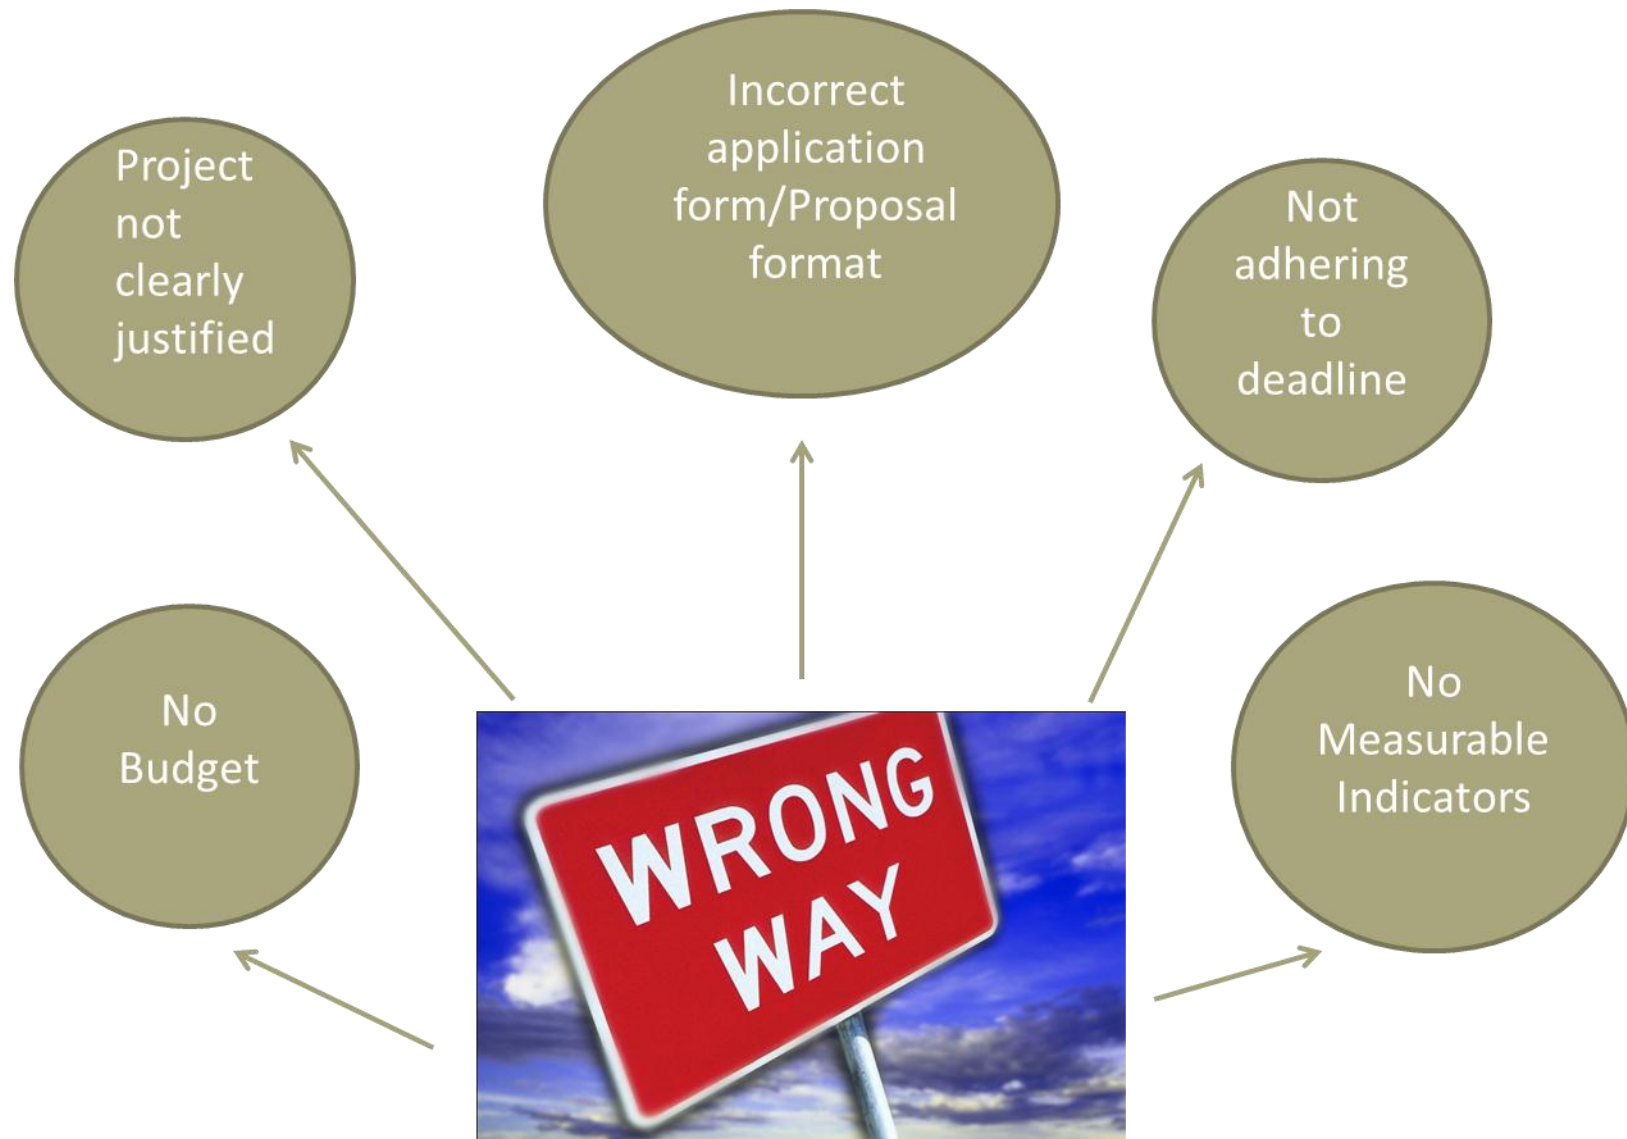 Project
not
clearly
justified
Incorrect
application
form/Proposal
format
Not
adhering
to
deadline
No
Budget
No
Measurable
Indicators
WRONG
WAY